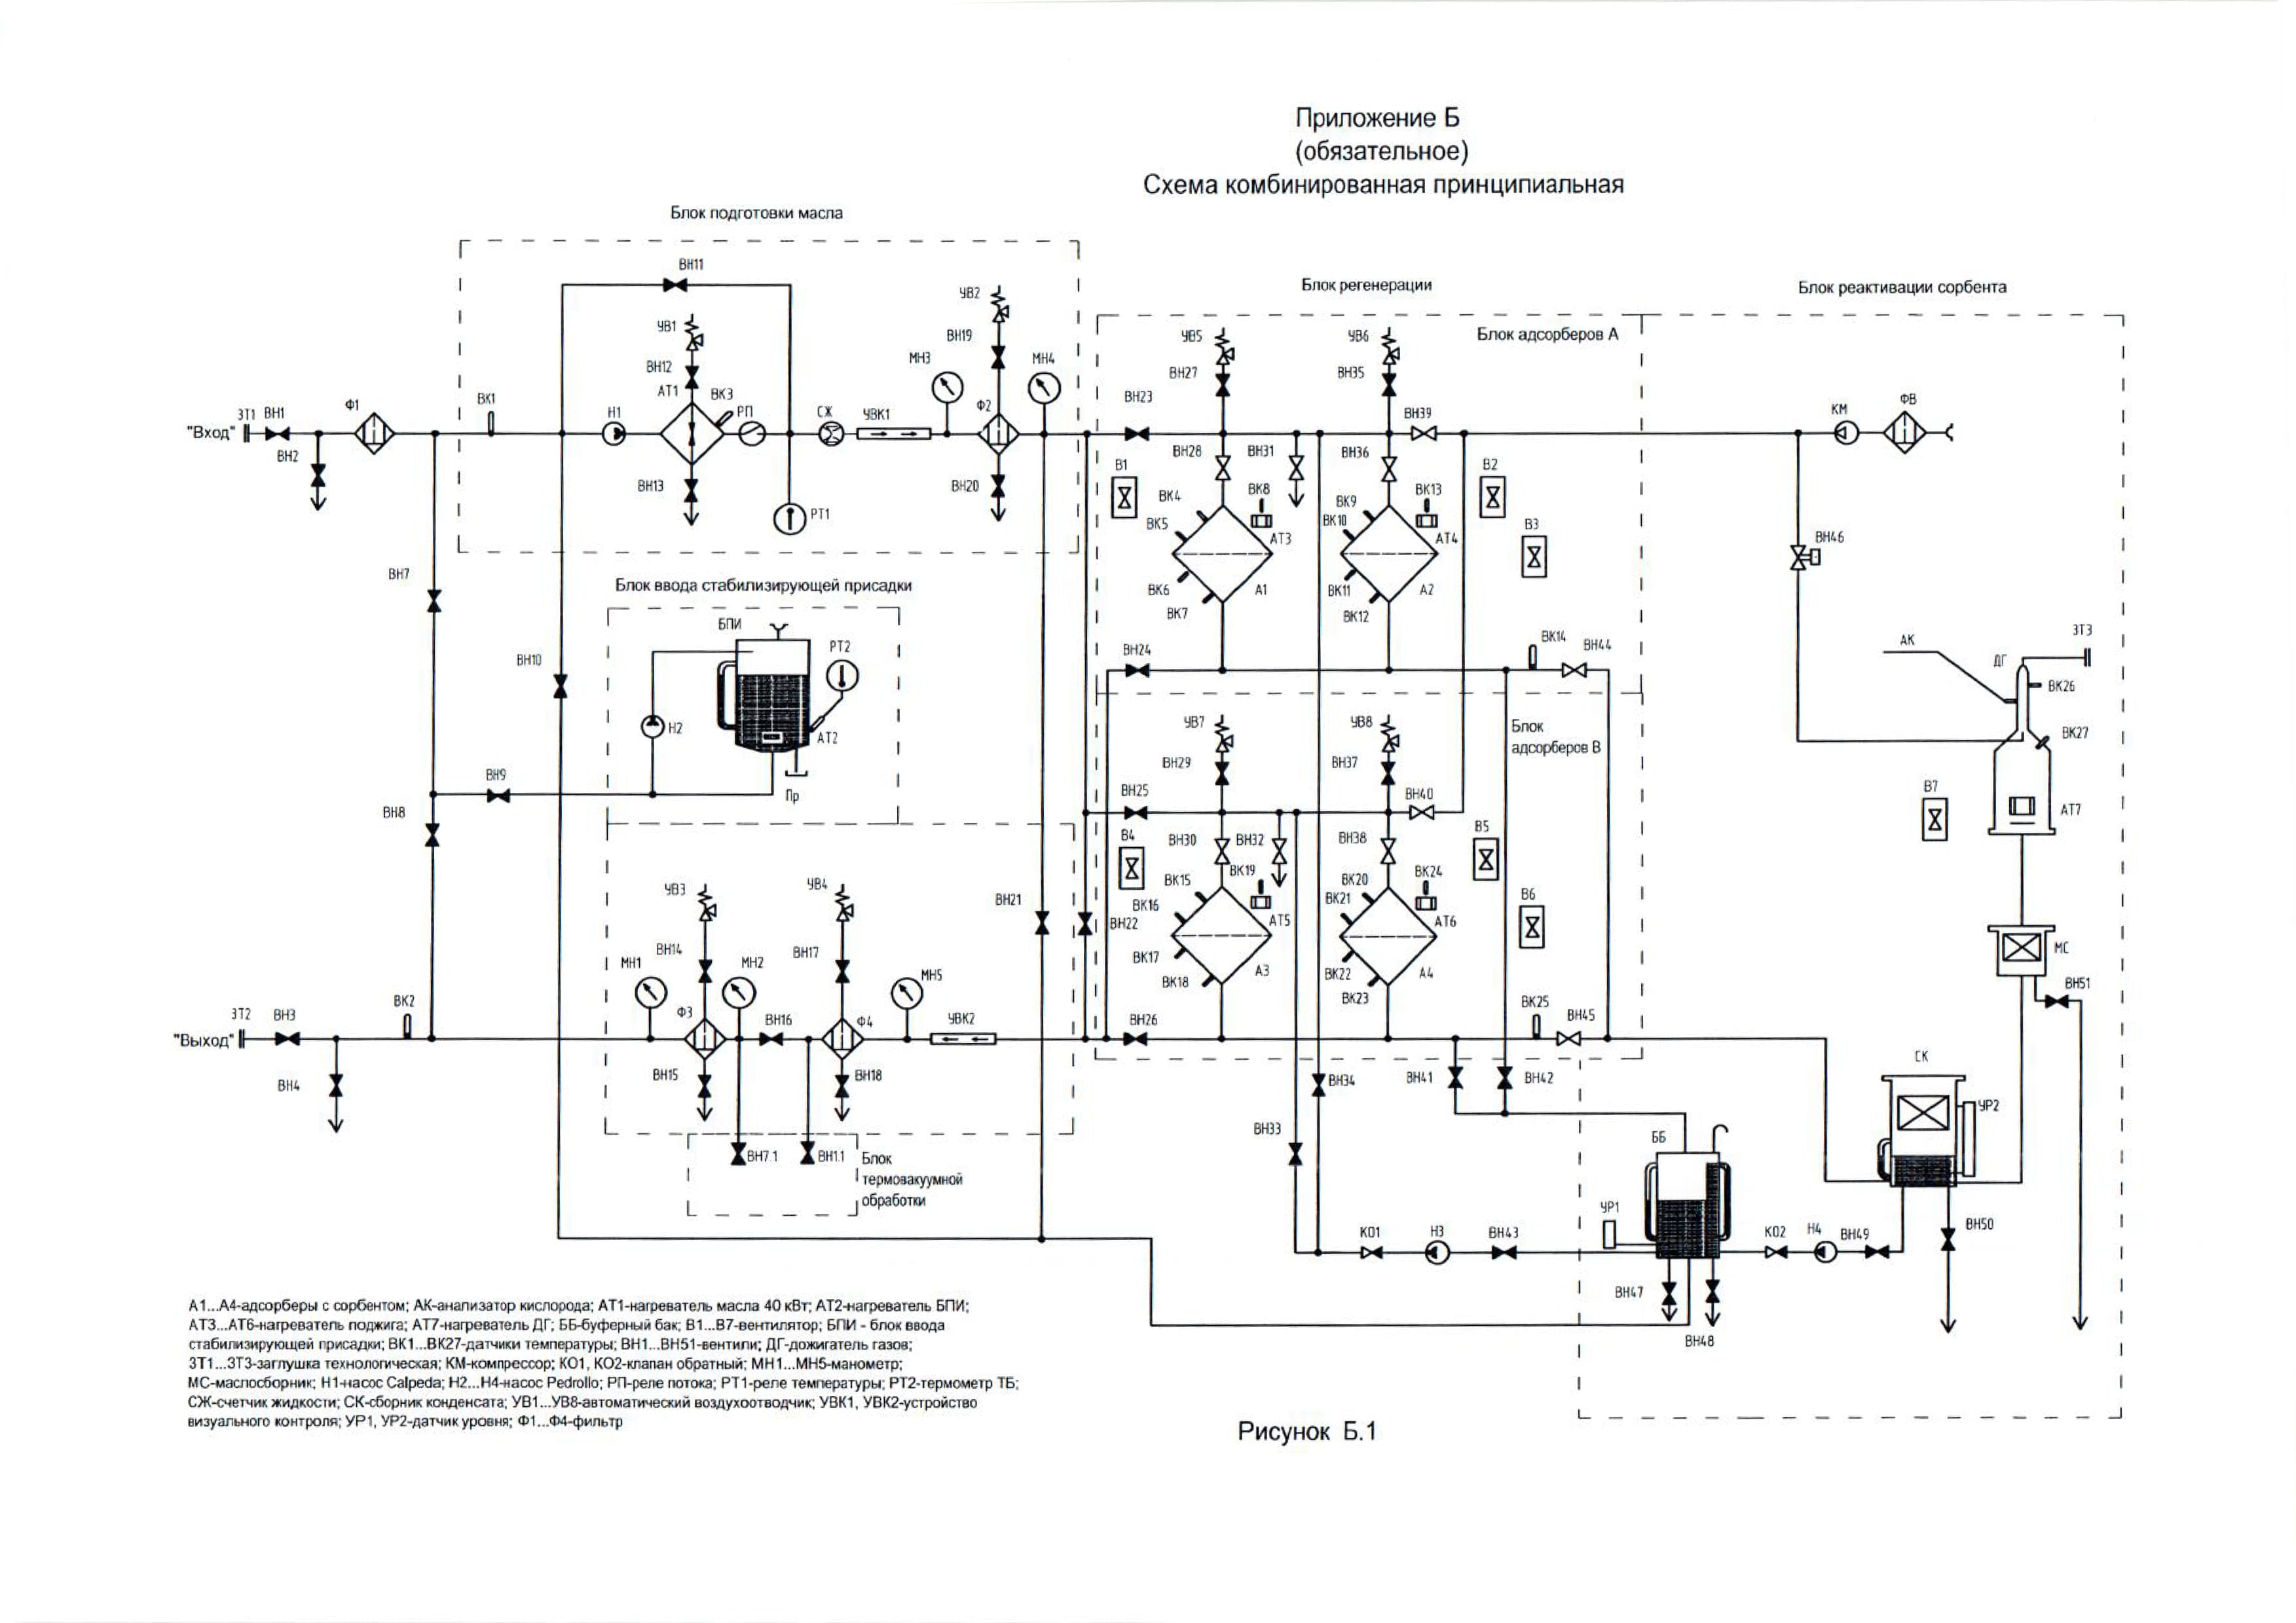 Приложение Б
(обязательное)
Схема комбинированная принципиальная
Блок подготовки масла
ВН11
УВ1
ВН12
АТ1
ВК3
РП
СЖ
УВК1
МН3
УВ2
ВН19
Ф2
МН4
ЗТ1
ВН1
"Вход"
ВН2
Ф1
ВК1
Н1
ВН13
РТ1
ВН20
ВН7
ВН10
Блок ввода стабилизирующей присадки
БПИ
РТ2
Н2
АТ2
Пр
ВН9
ВН8
УВ3
УВ4
ВН14
ВН17
МН1
МН2
МН5
ВН21
ВН22
ЗТ2
ВН3
"Выход"
ВН4
ВК2
Ф3
ВН16
Ф4
УВК2
ВН15
ВН18
ВН7.1
ВН1.1
Блок
термовакуумной
обработки
Блок регенерации
Блок адсорберов А
УВ5
ВН27
УВ6
ВН35
ВН23
ВН39
ВН28
ВН31
ВН36
В1
В2
ВК4
ВК8
ВК9
ВК13
ВК5
ВК10
В3
АТ3
АТ4
ВК6
А1
ВК11
А2
ВК7
ВК12
ВН24
ВК14
ВН44
УВ7
УВ8
Блок
адсорберов В
ВН29
ВН37
ВН25
ВН40
В4
ВН30
ВН32
ВН38
В5
ВК15
ВК19
ВК20
ВК24
ВК16
ВК21
В6
АТ5
АТ6
ВК17
А3
ВК22
А4
ВК18
ВК23
ВН26
ВК25
ВН45
ВН34
ВН41
ВН42
ВН33
КО1
Н3
ВН43
Блок реактивации сорбента
КМ
ФВ
ВН46
АК
ЗТ3
ДГ
ВК26
ВК27
В7
АТ7
МС
ВН51
СК
УР2
ББ
УР1
КО2
Н4
ВН49
ВН50
ВН47
ВН48
А1...А4-адсорберы с сорбентом; АК-анализатор кислорода; АТ1-нагреватель масла 40 кВт; АТ2-нагреватель БПИ;
АТ3...АТ6-нагреватель поджига; АТ7-нагреватель ДГ; ББ-буферный бак; В1...В7-вентилятор; БПИ - блок ввода
стабилизирующей присадки; ВК1...ВК27-датчики температуры; ВН1...ВН51-вентили; ДГ-дожигатель газов;
ЗТ1...ЗТ3-заглушка технологическая; КМ-компрессор; КО1, КО2-клапан обратный; МН1...МН5-манометр;
МС-маслосборник; Н1-насос Calpeda; Н2...Н4-насос Pedrollo; РП-реле потока; РТ1-реле температуры; РТ2-термометр ТБ;
СЖ-счетчик жидкости; СК-сборник конденсата; УВ1...УВ8-автоматический воздухоотводчик; УВК1, УВК2-устройство
визуального контроля; УР1, УР2-датчик уровня; Ф1...Ф4-фильтр
Рисунок Б.1